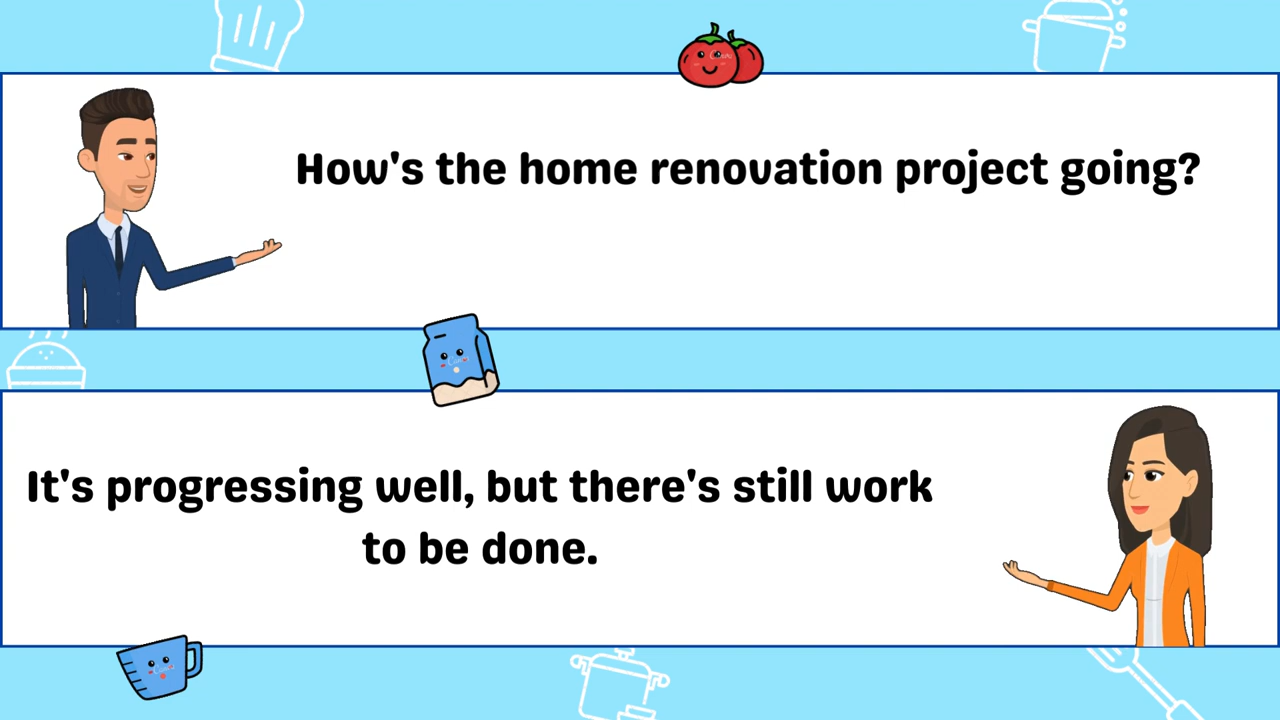 How's the home renovation project going?
It's progressing well, but there's still work
to be done.